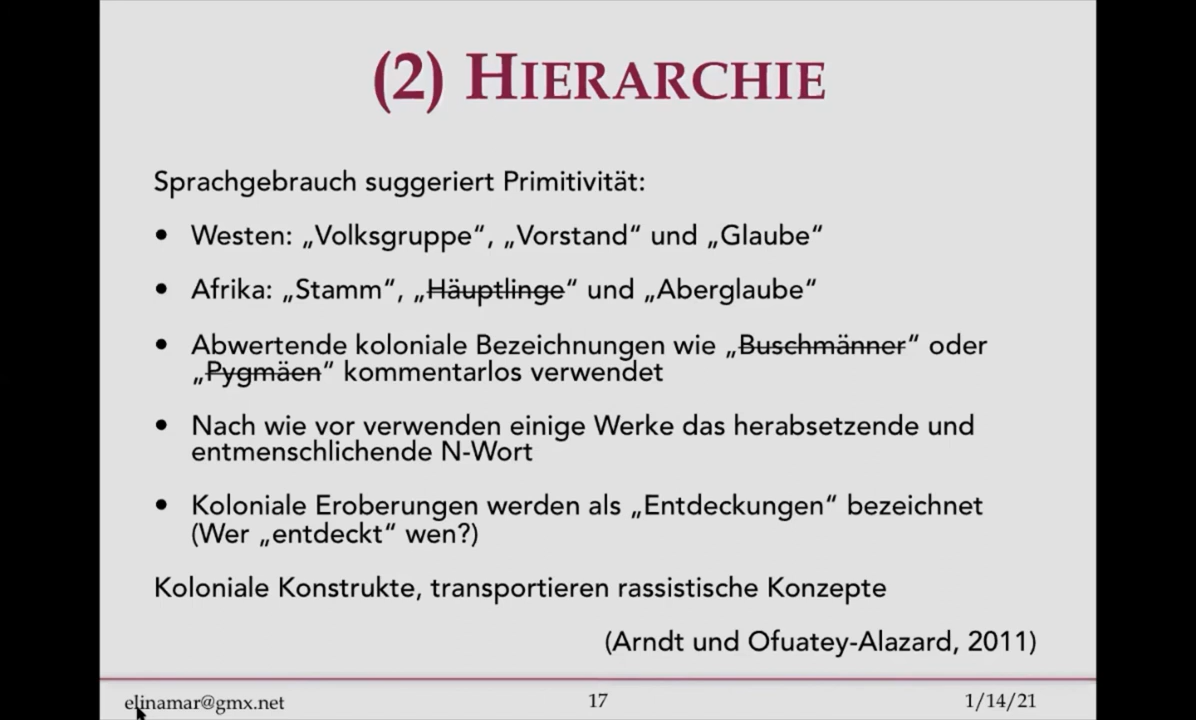 (2) HIERARCHIE
Sprachgebrauch suggeriert Primitivität:
• Westen: „Volksgruppe“, „Vorstand“ und „Glaube“
• Afrika: „Stamm“, „Häuptlinge“ und „Aberglaube“
• Abwertende koloniale Bezeichnungen wie „Buschmänner“ oder
„Pygmäen“ kommentarlos verwendet
• Nach wie vor verwenden einige Werke das herabsetzende und
entmenschlichende N-Wort
• Koloniale Eroberungen werden als „Entdeckungen“ bezeichnet
(Wer „entdeckt“ wen?)
Koloniale Konstrukte, transportieren rassistische Konzepte
(Arndt und Ofuatey-Alazard, 2011)
elinamar@gmx.net 17 1/14/21